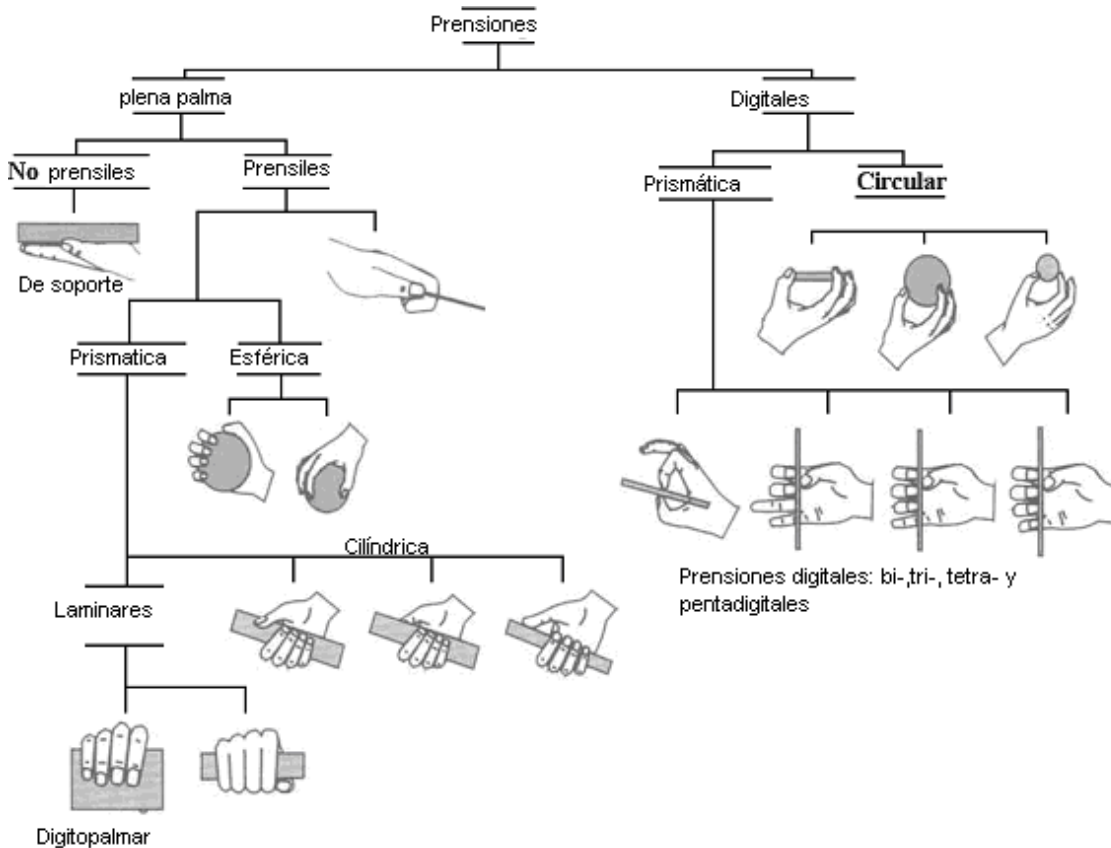 Prensiones
plena palma
Digitales
No prensiles
Prensiles
Prismática
Circular
De soporte
Prismatica
Esférica
Cilíndrica
Laminares
Prensiones digitales: bi-,tri-, tetra- y
pentadigitales
Digitopalmar